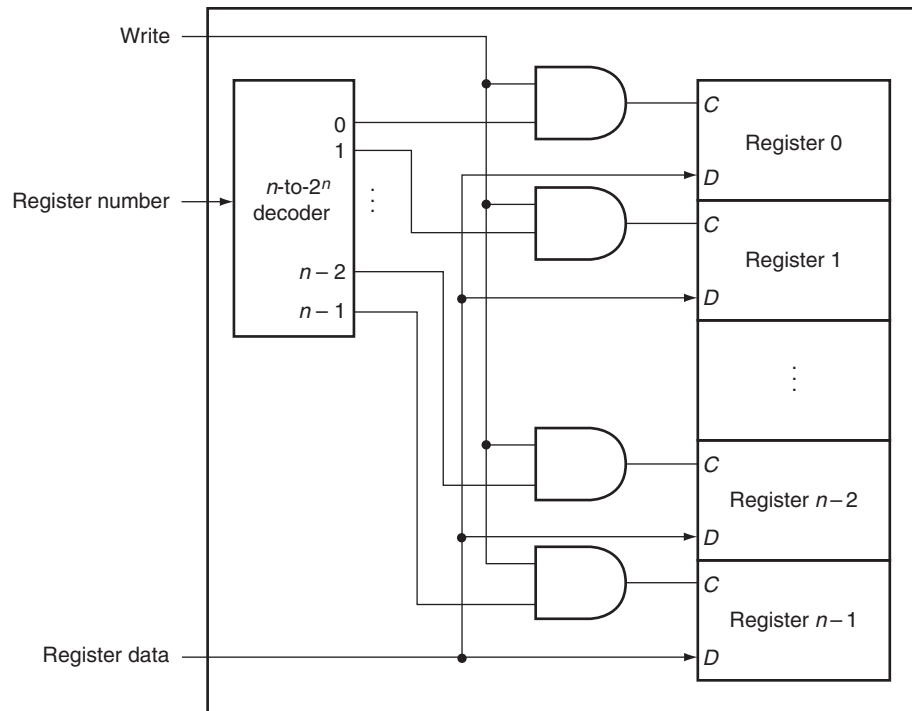 Write
C
0
Register 0
1
n-to-2ⁿ
decoder
⋮
D
Register number
C
Register 1
n – 2
D
n – 1
⋮
C
Register n – 2
D
C
Register n – 1
Register data
D